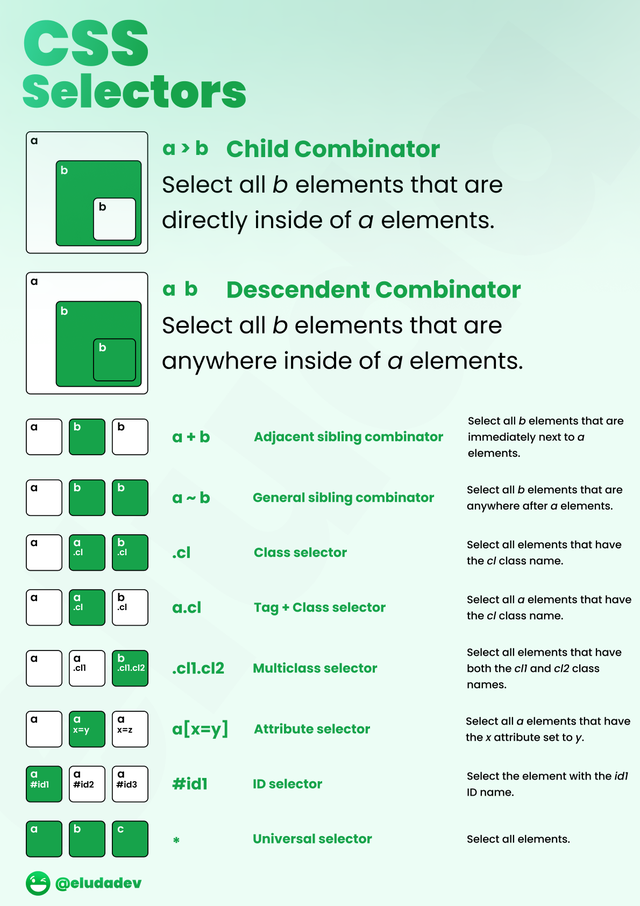 CSS
Selectors
a
b
b
a > b Child Combinator
Select all b elements that are
directly inside of a elements.
a
b
b
a b Descendent Combinator
Select all b elements that are
anywhere inside of a elements.
a b b
a + b Adjacent sibling combinator
Select all b elements that are
immediately next to a
elements.
a b b
a ~ b General sibling combinator
Select all b elements that are
anywhere after a elements.
a a b
.cl .cl
.cl Class selector
Select all elements that have
the cl class name.
a a b
.cl .cl
a.cl Tag + Class selector
Select all a elements that have
the cl class name.
a a b
.cl1 .cl1.cl2
.cl1.cl2 Multiclass selector
Select all elements that have
both the cl1 and cl2 class
names.
a a a
x=y x=z
a[x=y] Attribute selector
Select all a elements that have
the x attribute set to y.
a a a
#id1 #id2 #id3
#id1 ID selector
Select the element with the id1
ID name.
a b c
* Universal selector
Select all elements.
@eludadev